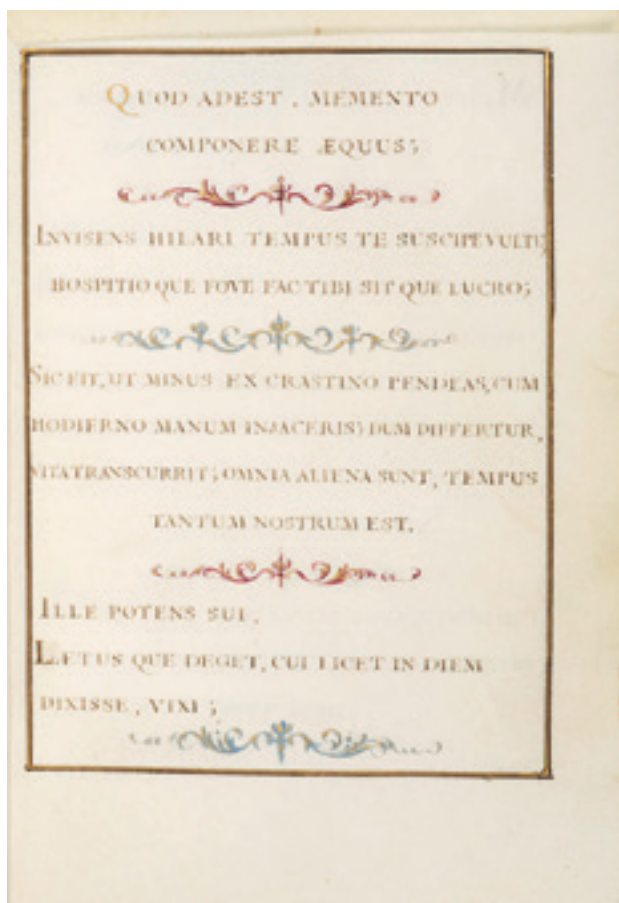 QUOD ADEST, MEMENTO
COMPONERE ÆQUUS;
INVISENS HILARI TEMPUS TE SUSCIPE VULTU,
HOSPITIO QUE FOVE FAC TIBI SIT QUE LUCRO;
SIC FIT, UT MINUS EX CRASTINO PENDEAS, CUM
HODIERNO MANUM INJACERIS; DUM DIFFERTUR,
VITA TRANSCURRIT; OMNIA ALIENA SUNT, TEMPUS
TANTUM NOSTRUM EST.
ILLE POTENS SUI,
LÆTUS QUE DEGET, CUI LICET IN DIEM
DIXISSE, VIXI;